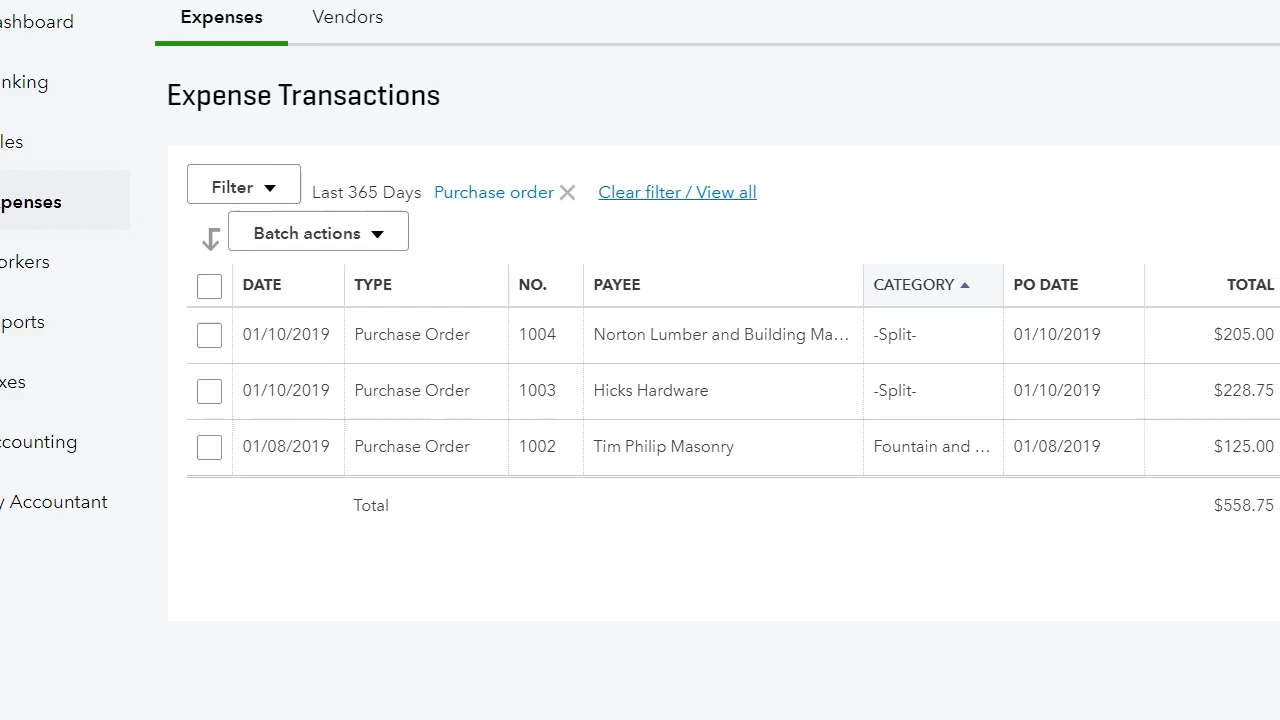 ashboard
Expenses Vendors
nking
Expense Transactions
les
Filter Last 365 Days Purchase order Clear filter / View all
penses
Batch actions
orkers
DATE TYPE NO. PAYEE CATEGORY PO DATE TOTAL
ports
01/10/2019 Purchase Order 1004 Norton Lumber and Building Ma... -Split- 01/10/2019 $205.00
xes
01/10/2019 Purchase Order 1003 Hicks Hardware -Split- 01/10/2019 $228.75
ccounting
01/08/2019 Purchase Order 1002 Tim Philip Masonry Fountain and ... 01/08/2019 $125.00
y Accountant
Total $558.75